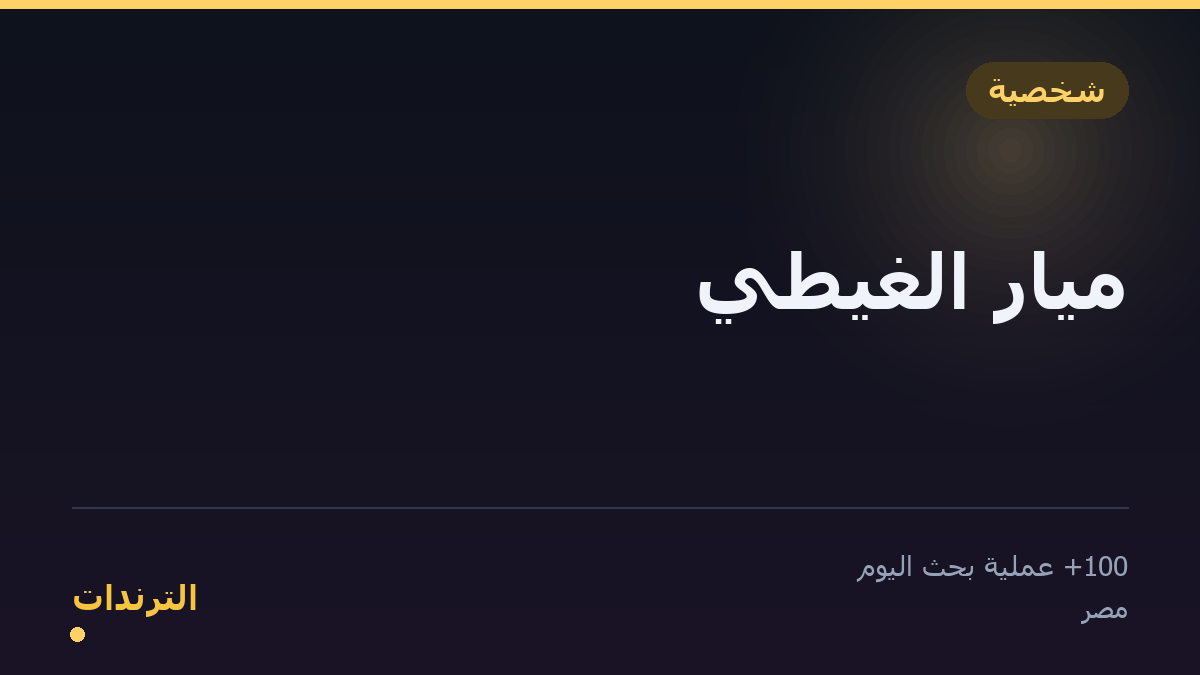 شخصية
ميار الغيطي
100+ عملية بحث اليوم
مصر
الترندات